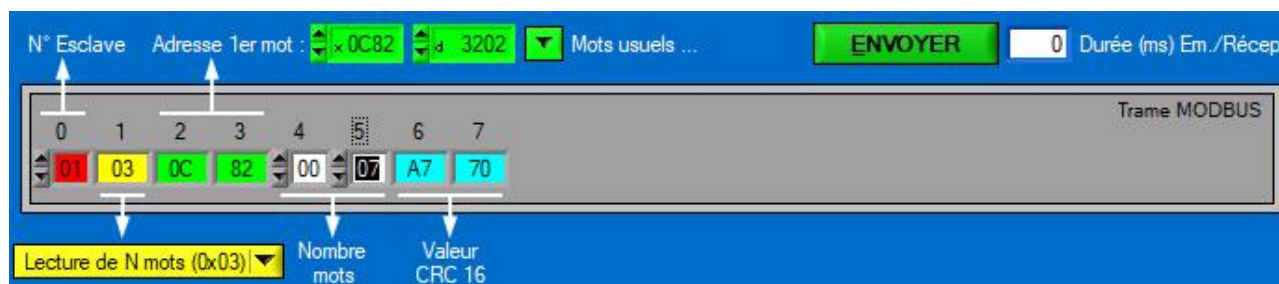 N° Esclave Adresse 1er mot : x 0C82 d 3202 Mots usuels ... ENVOYER 0 Durée (ms) Em./Récep
Trame MODBUS
0 1 2 3 4 5 6 7
01 03 0C 82 00 07 A7 70
Lecture de N mots (0x03) Nombre mots Valeur CRC 16